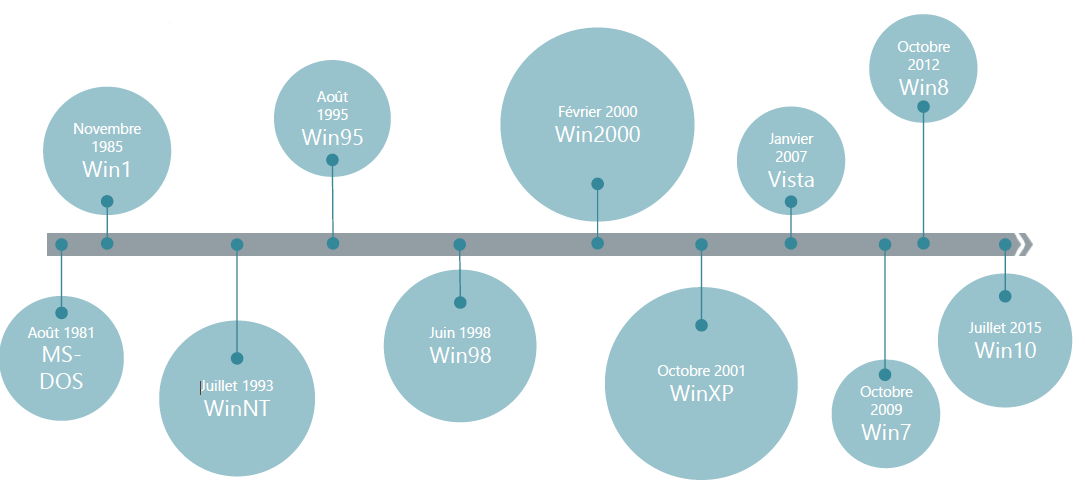 Août 1981
MS-
DOS
Novembre
1985
Win1
Juillet 1993
WinNT
Août
1995
Win95
Juin 1998
Win98
Février 2000
Win2000
Octobre 2001
WinXP
Janvier
2007
Vista
Octobre
2009
Win7
Octobre
2012
Win8
Juillet 2015
Win10